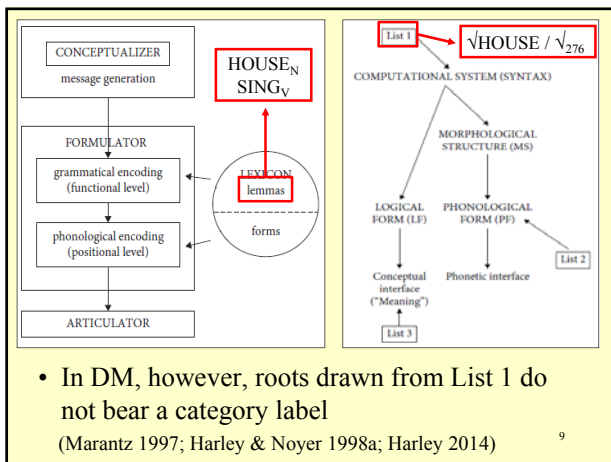 CONCEPTUALIZER
message generation
FORMULATOR
grammatical encoding
(functional level)
phonological encoding
(positional level)
ARTICULATOR
HOUSE_N
SING_V
LEXICON
lemmas
forms
List 1
√HOUSE / √_276
COMPUTATIONAL SYSTEM (SYNTAX)
MORPHOLOGICAL
STRUCTURE (MS)
LOGICAL
FORM (LF)
PHONOLOGICAL
FORM (PF)
List 2
Conceptual
interface
("Meaning")
Phonetic interface
List 3
• In DM, however, roots drawn from List 1 do
not bear a category label
(Marantz 1997; Harley & Noyer 1998a; Harley 2014)
9